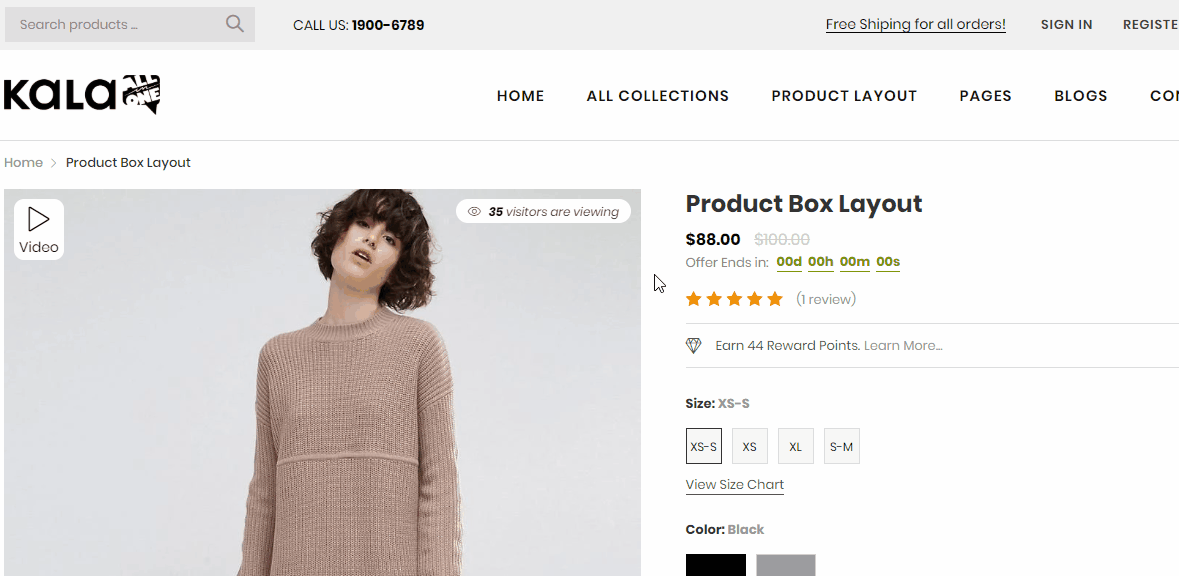 Search products ...
CALL US: 1900-6789
Free Shiping for all orders!
SIGN IN
REGISTE
KALA ALL IN ONE
HOME
ALL COLLECTIONS
PRODUCT LAYOUT
PAGES
BLOGS
CON
Home > Product Box Layout
Video
35 visitors are viewing
Product Box Layout
$88.00 $100.00
Offer Ends in: 00d 00h 00m 00s
(1 review)
Earn 44 Reward Points. Learn More...
Size: XS-S
XS-S XS XL S-M
View Size Chart
Color: Black